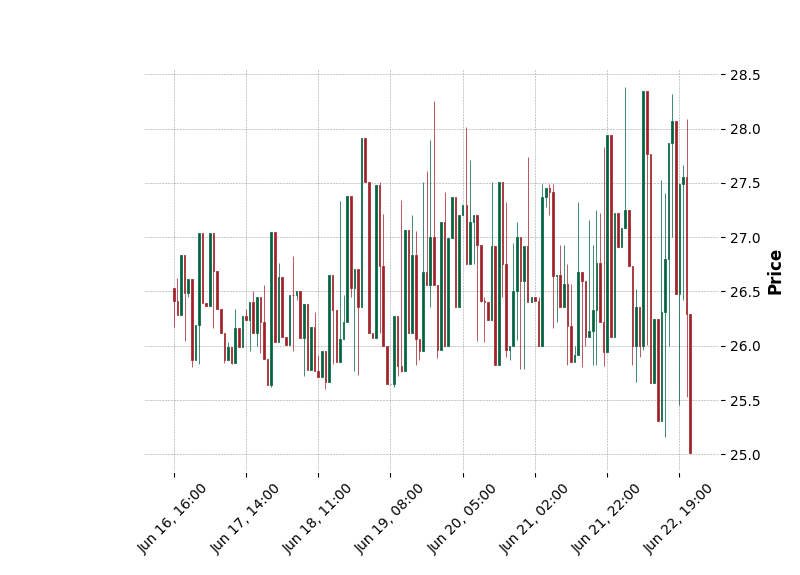 28.5
28.0
27.5
27.0
26.5
26.0
25.5
25.0
Price
Jun 16, 16:00
Jun 17, 14:00
Jun 18, 11:00
Jun 19, 08:00
Jun 20, 05:00
Jun 21, 02:00
Jun 21, 22:00
Jun 22, 19:00